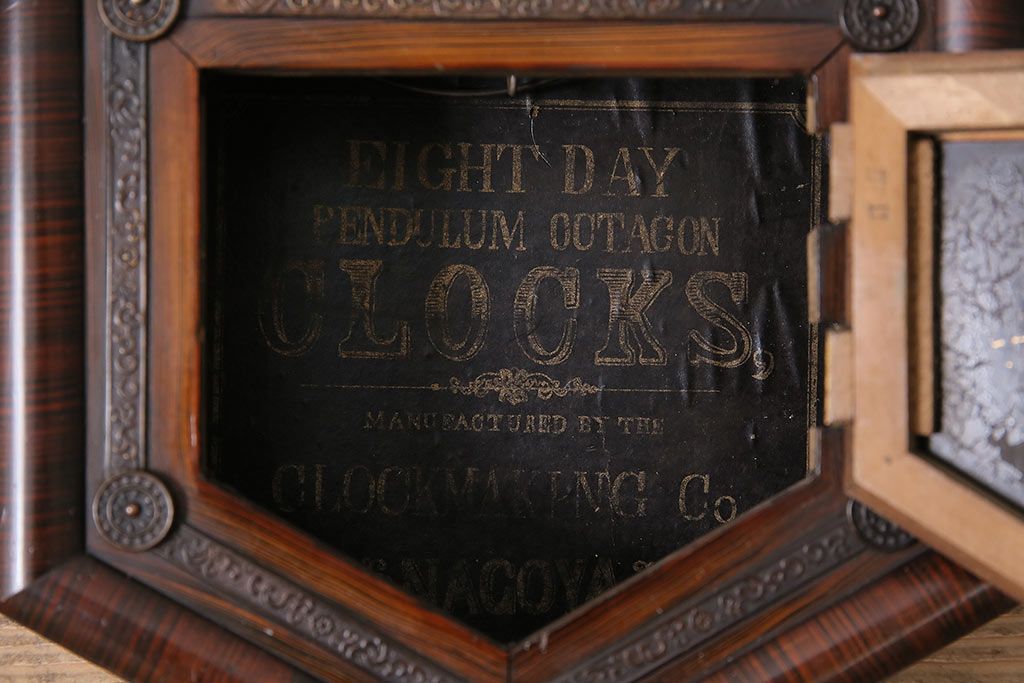 EIGHT DAY
PENDULUM OCTAGON
CLOCKS,
MANUFACTURED BY THE
CLOCKMAKING Co
NAGOYA